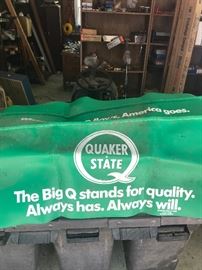 America goes.
QUAKER
STATE
The Big Q stands for quality.
Always has. Always will.